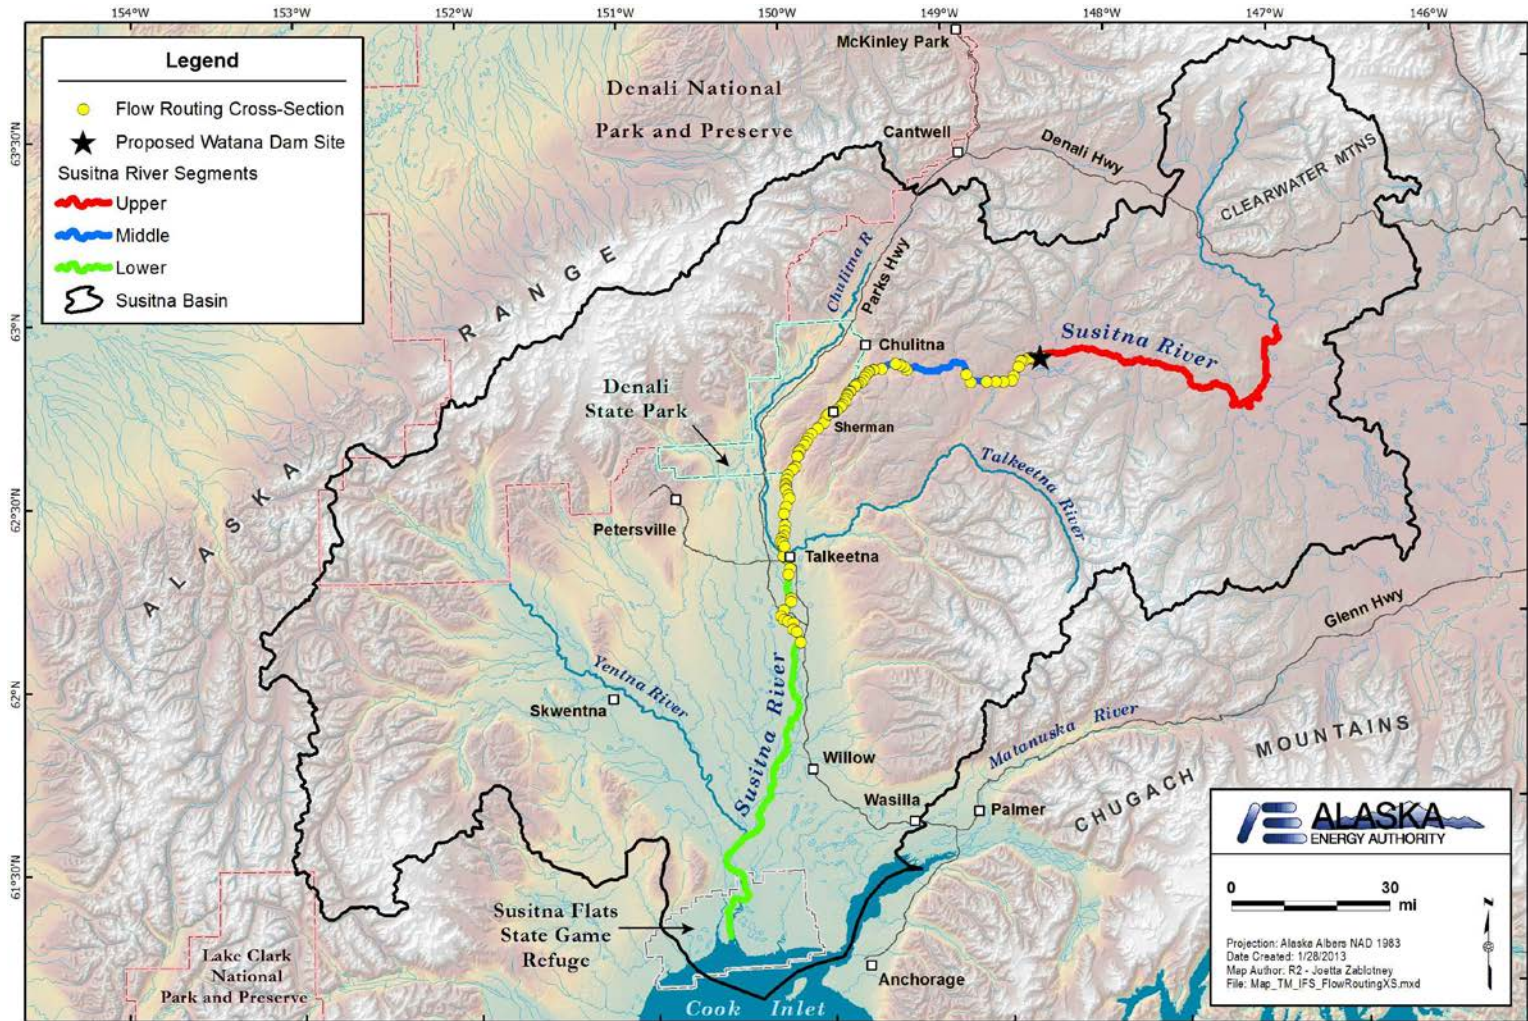 154°W
153°W
152°W
151°W
150°W
149°W
148°W
147°W
146°W
63°30'N
63°N
62°30'N
62°N
61°30'N
Legend
Flow Routing Cross-Section
Proposed Watana Dam Site
Susitna River Segments
Upper
Middle
Lower
Susitna Basin
McKinley Park
Denali National
Park and Preserve
Cantwell
Denali Hwy
CLEARWATER MTNS
ALASKA RANGE
Chulitna R
Parks Hwy
Chulitna
Susitna River
Denali
State Park
Sherman
Talkeetna River
Petersville
Talkeetna
Glenn Hwy
Yentna River
Skwentna
Susitna River
Willow
Matanuska River
Wasilla
Palmer
CHUGACH MOUNTAINS
Susitna Flats
State Game
Refuge
Lake Clark
National
Park and Preserve
Anchorage
Cook Inlet
ALASKA
ENERGY AUTHORITY
0 30
mi
N
Projection: Alaska Albers NAD 1983
Date Created: 1/28/2013
Map Author: R2 - Joetta Zablotney
File: Map_TM_IFS_FlowRoutingXS.mxd